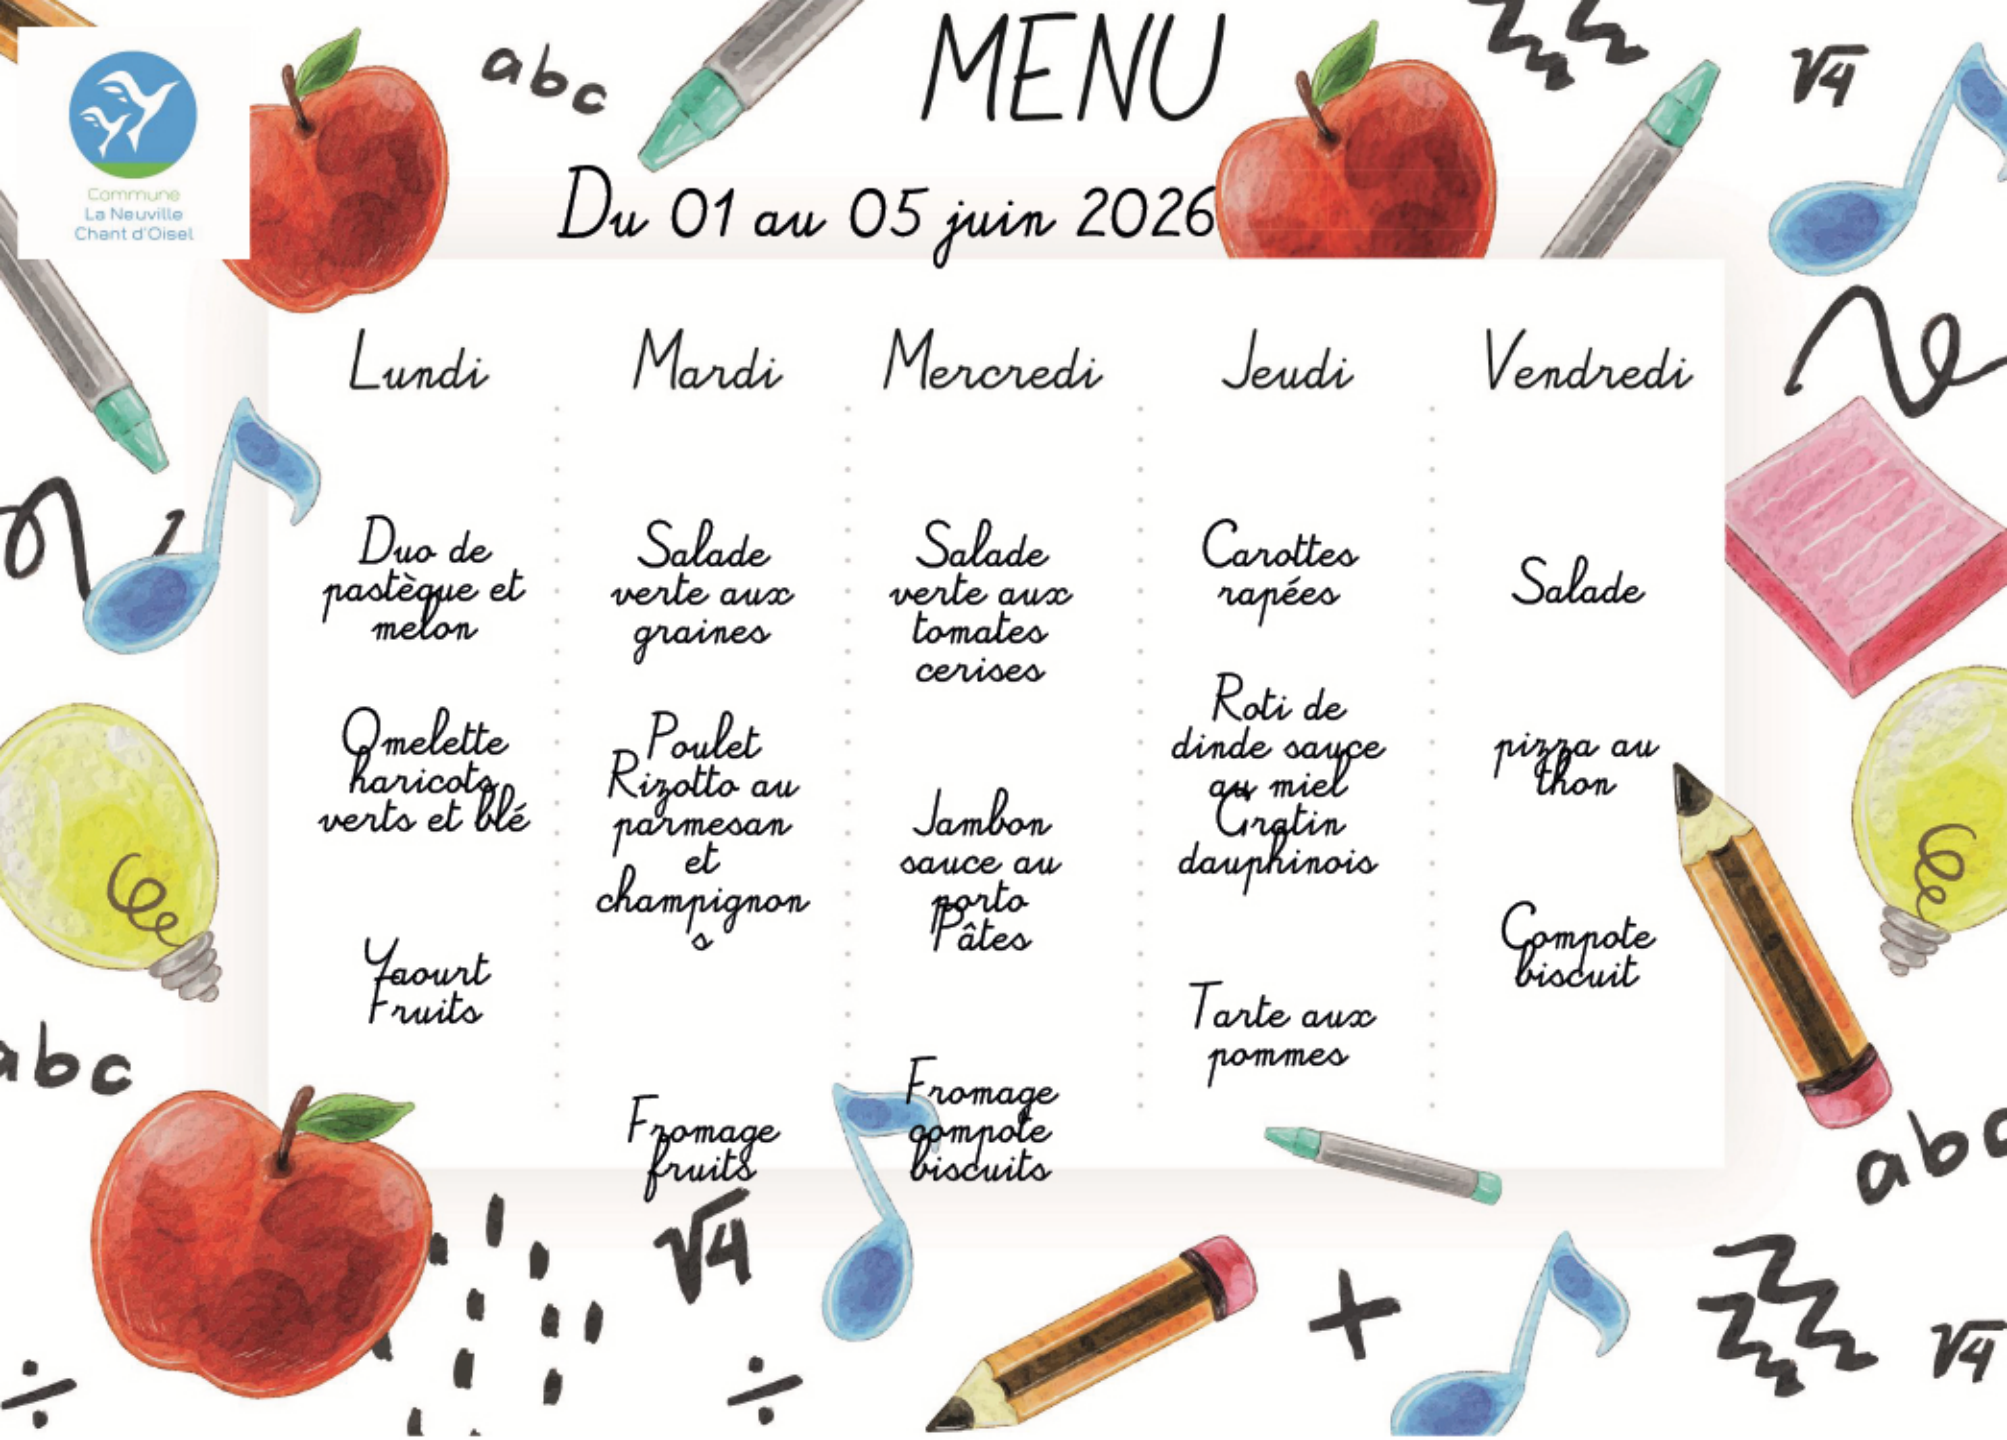 Commune
La Neuville
Chant d'Oisel
abc
MENU
√4
Du 01 au 05 juin 2026
Lundi
Duo de
pastèque et
melon
Omelette
haricots
verts et blé
Yaourt
Fruits
Mardi
Salade
verte aux
graines
Poulet
Rizotto au
parmesan
et
champignon
s
Fromage
fruits
Mercredi
Salade
verte aux
tomates
cerises
Jambon
sauce au
porto
Pâtes
Fromage
compote
biscuits
Jeudi
Carottes
rapées
Roti de
dinde sauce
au miel
Gratin
dauphinois
Tarte aux
pommes
Vendredi
Salade
pizza au
thon
Compote
biscuit
abc
abc
√4
÷
÷
+
√4